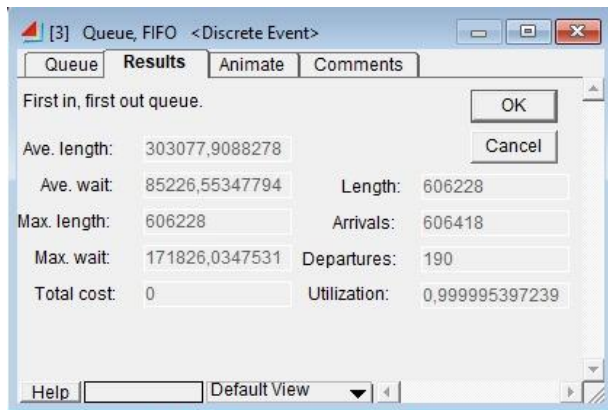 [3] Queue, FIFO <Discrete Event>
Queue Results Animate Comments
First in, first out queue.
OK
Cancel
Ave. length: 303077,9088278
Ave. wait: 85226,55347794 Length: 606228
Max. length: 606228 Arrivals: 606418
Max. wait: 171826,0347531 Departures: 190
Total cost: 0 Utilization: 0,999995397239
Help Default View